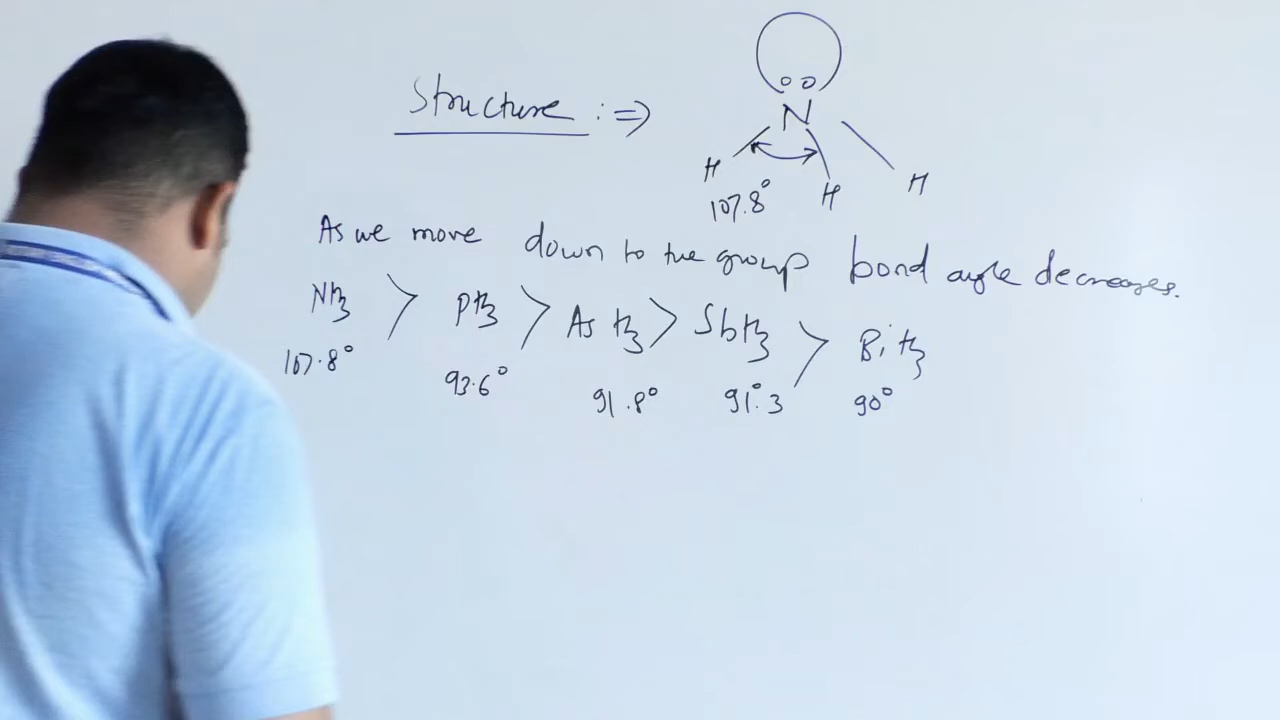 Structure :⇒
N
H H H
107.8°
As we move down to the group bond angle decreases.
NH3 > PH3 > AsH3 > SbH3 > BiH3
107.8° 93.6° 91.8° 91.°3 90°